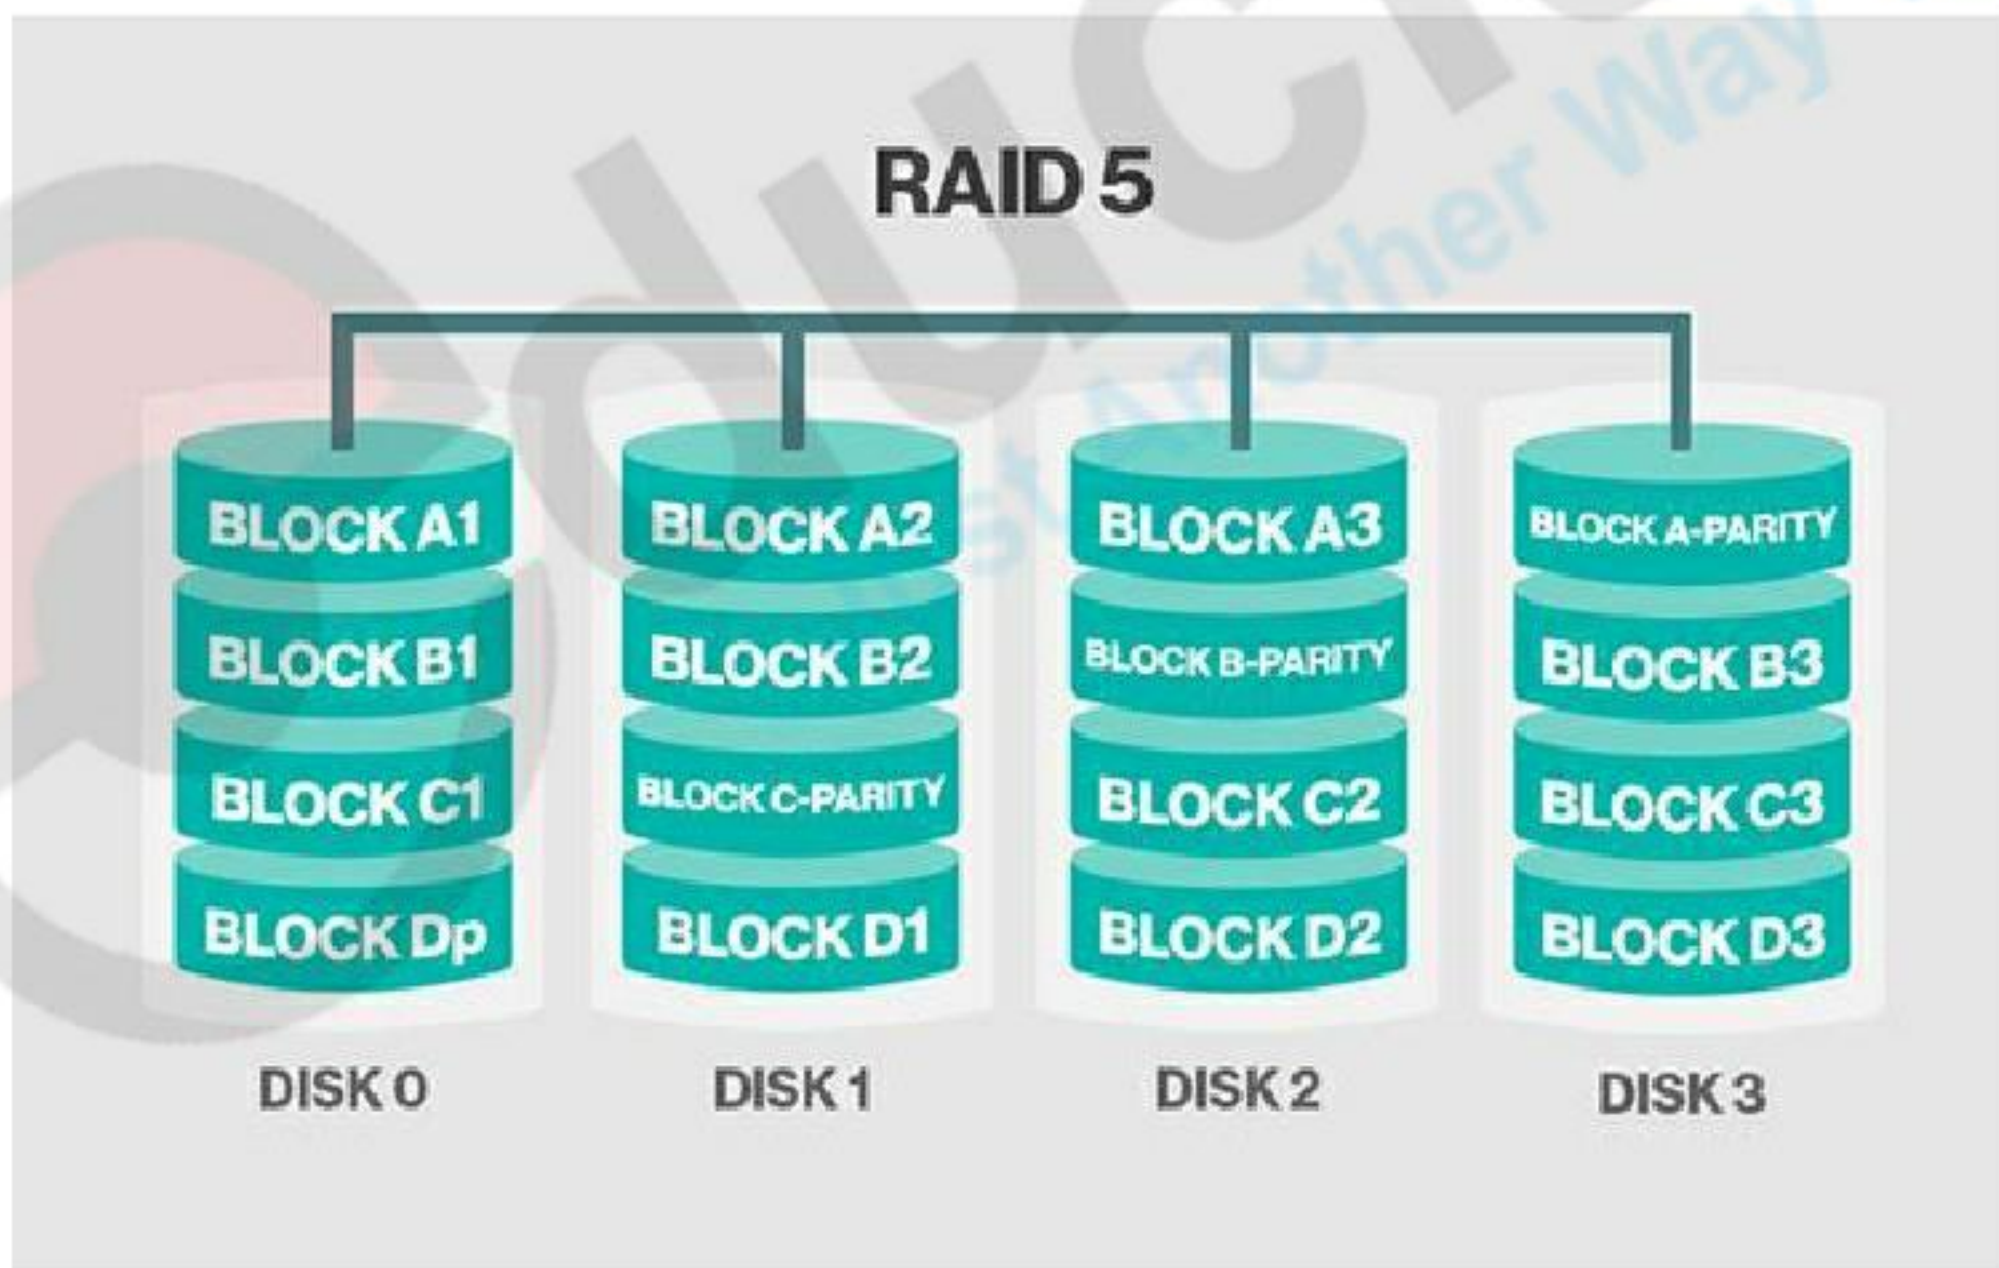 RAID 5
BLOCK A1
BLOCK A2
BLOCK A3
BLOCK A-PARITY
BLOCK B1
BLOCK B2
BLOCK B-PARITY
BLOCK B3
BLOCK C1
BLOCK C-PARITY
BLOCK C2
BLOCK C3
BLOCK Dp
BLOCK D1
BLOCK D2
BLOCK D3
DISK 0
DISK 1
DISK 2
DISK 3
Another Way